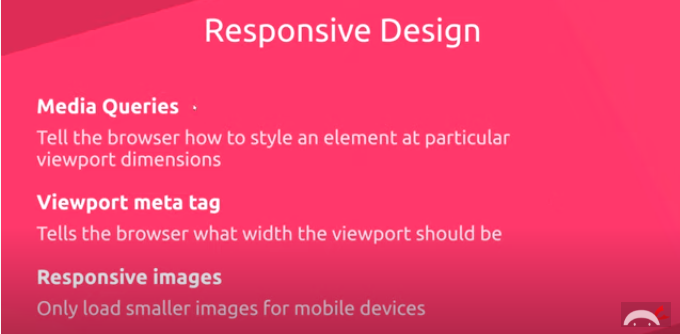 Responsive Design
Media Queries
Tell the browser how to style an element at particular
viewport dimensions
Viewport meta tag
Tells the browser what width the viewport should be
Responsive images
Only load smaller images for mobile devices